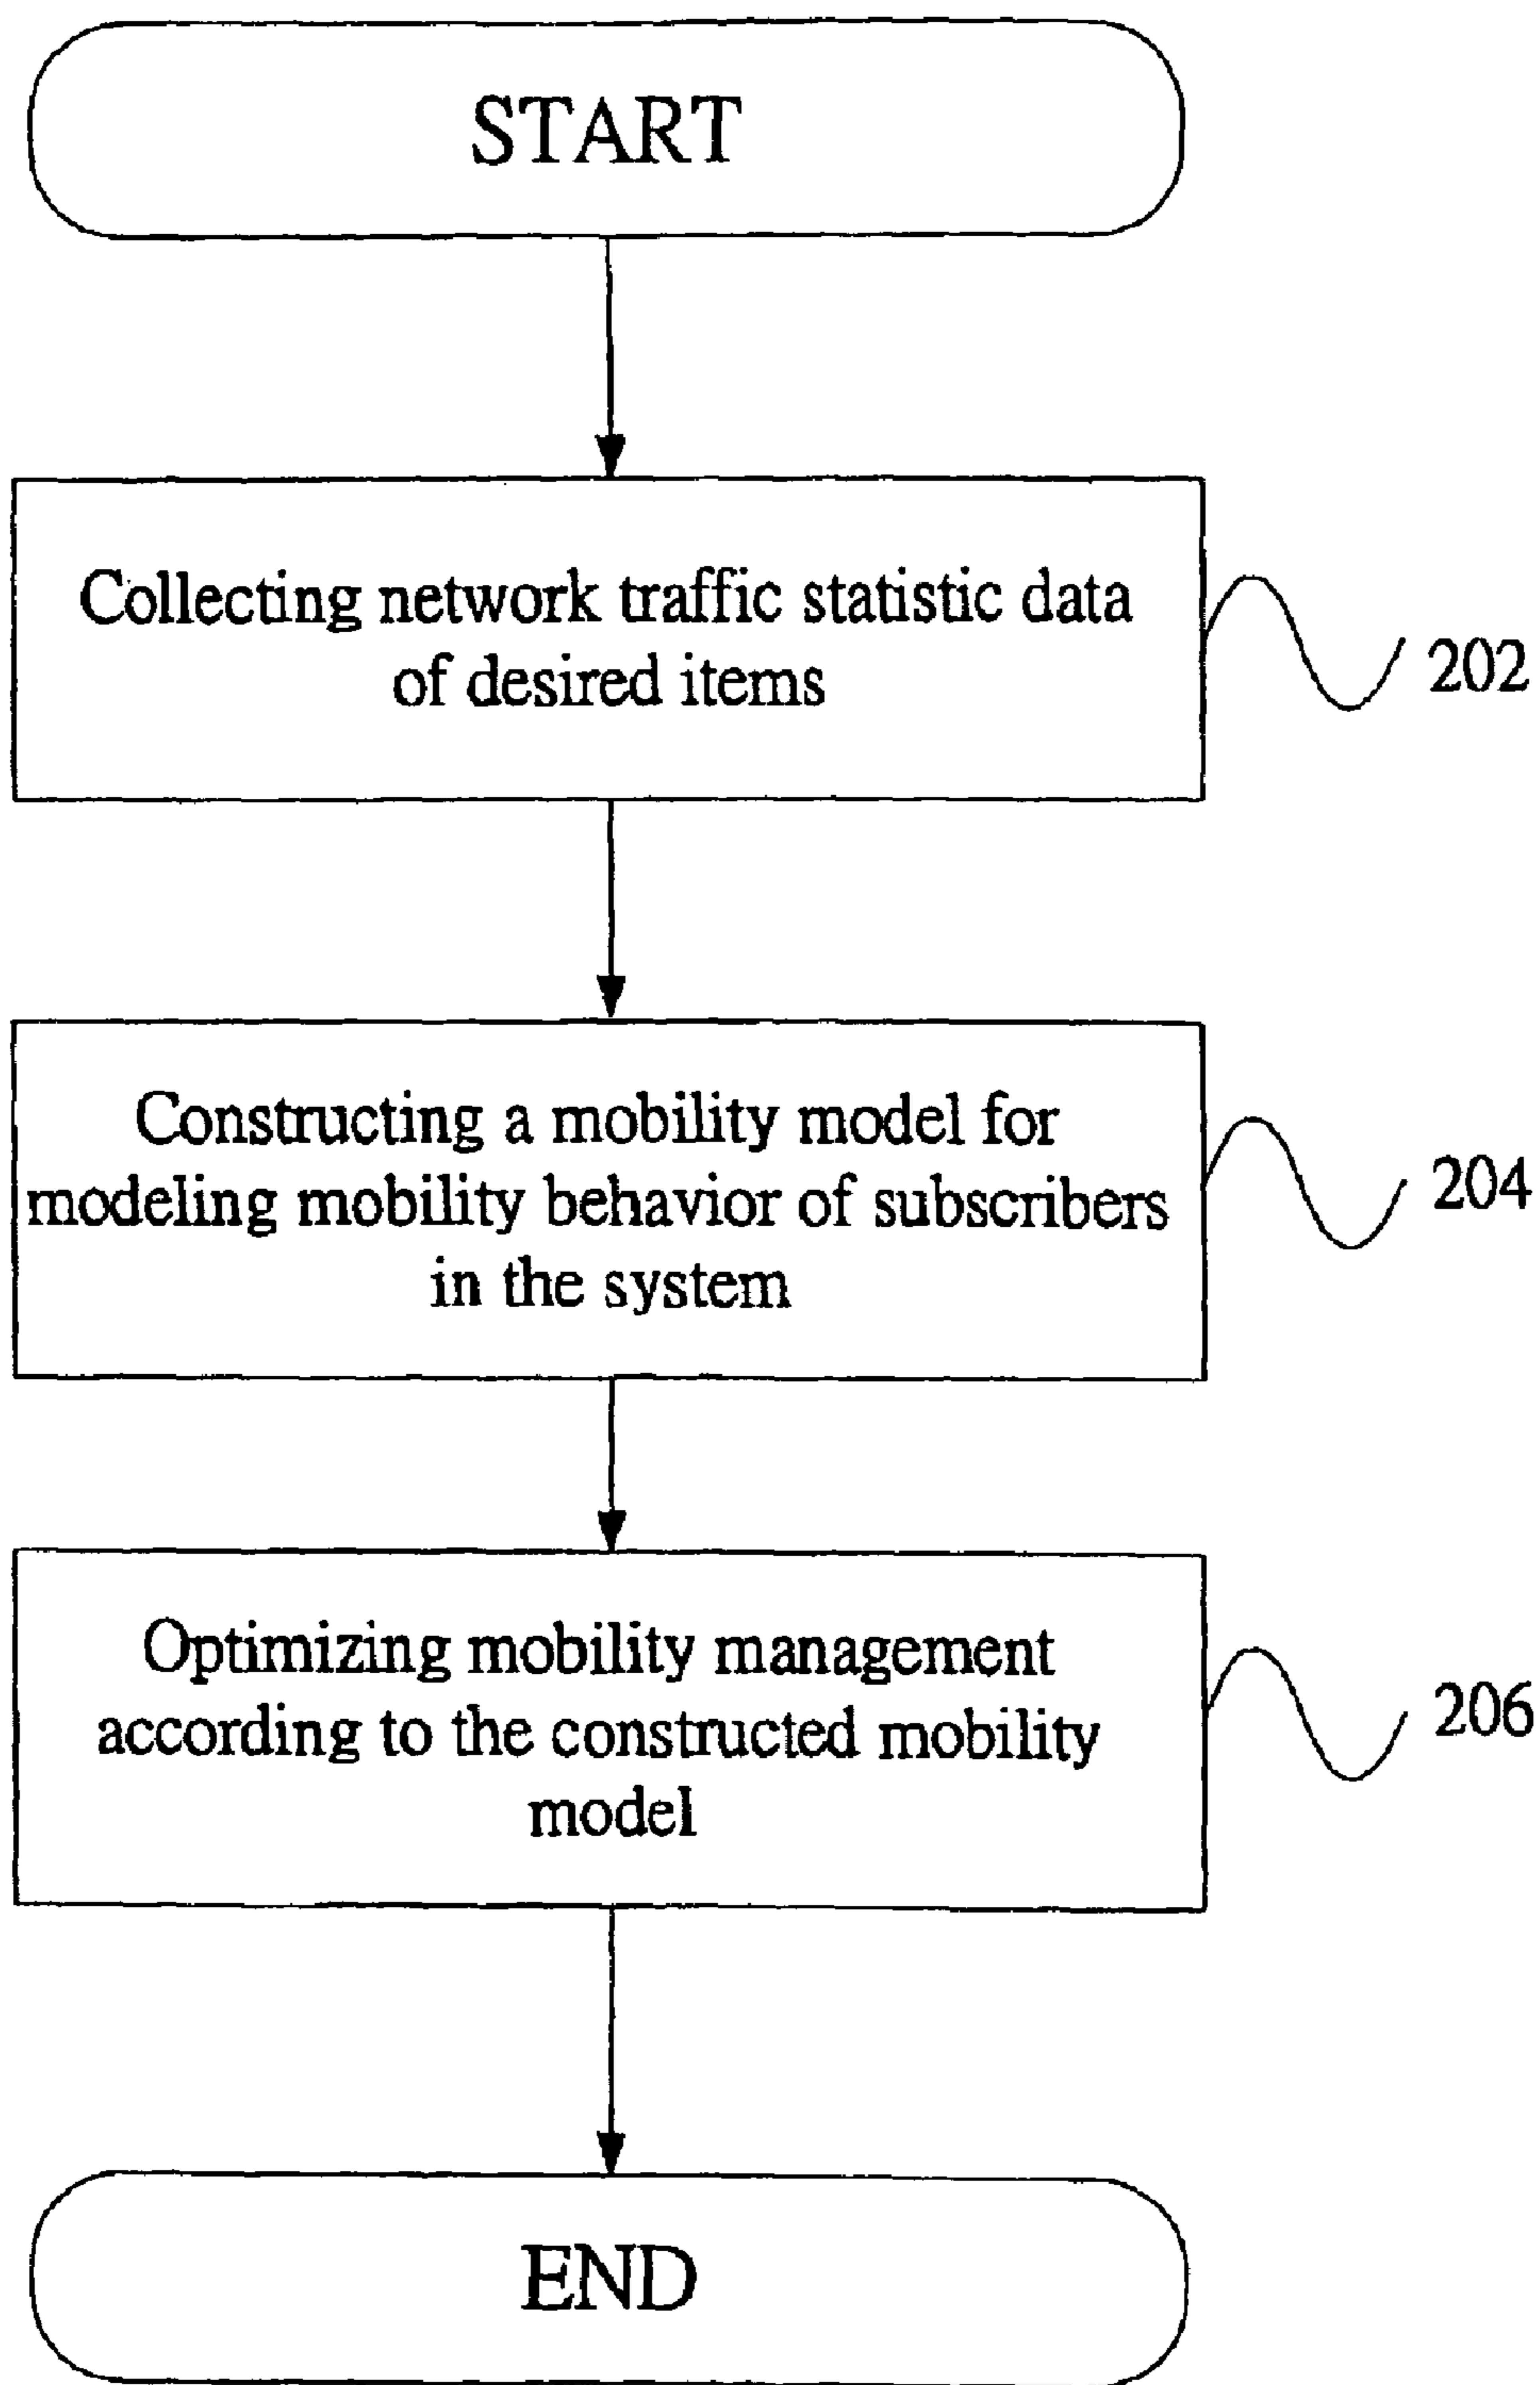 START
Collecting network traffic statistic data
of desired items
202
Constructing a mobility model for
modeling mobility behavior of subscribers
in the system
204
Optimizing mobility management
according to the constructed mobility
model
206
END